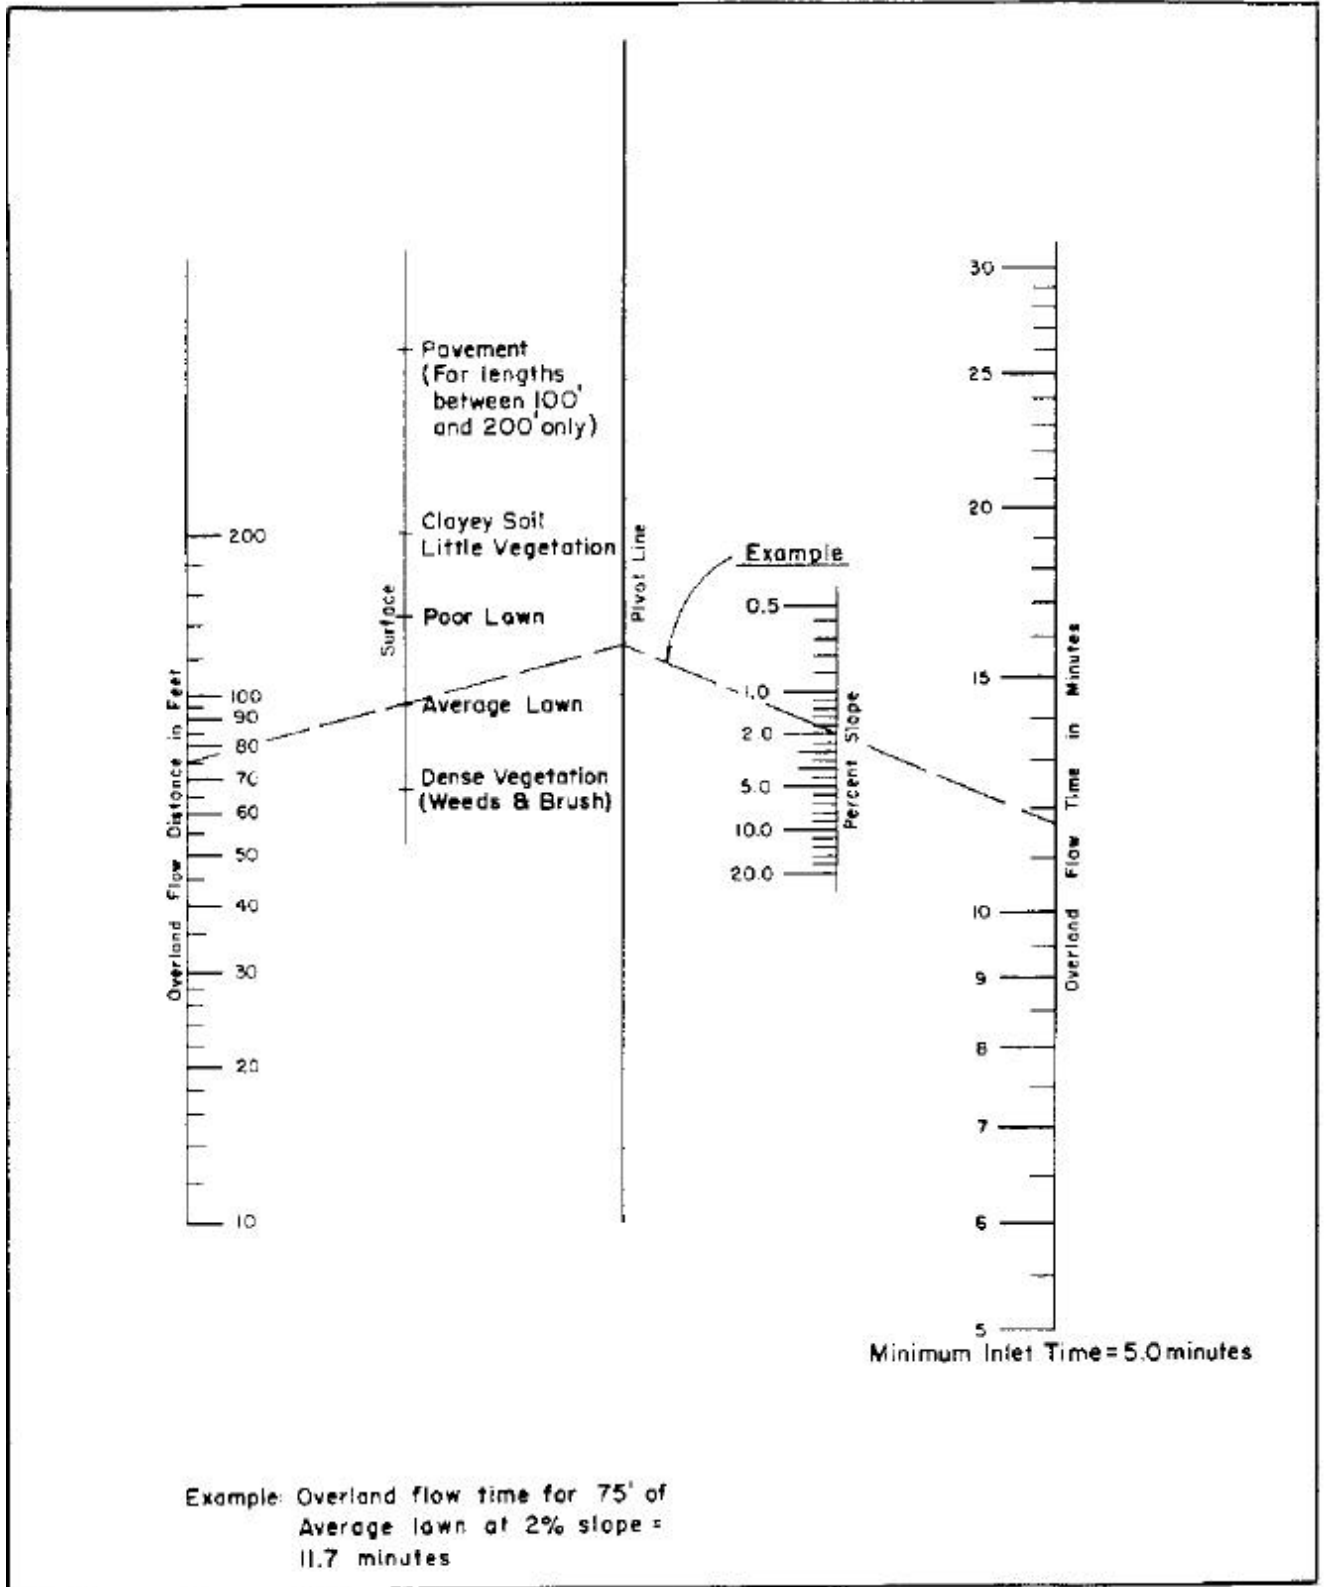 Pavement
(For lengths
between 100'
and 200' only)
Clayey Soil
Little Vegetation
Poor Lawn
Average Lawn
Dense Vegetation
(Weeds & Brush)
Surface
Overland Flow Distance in Feet
200
100
90
80
70
60
50
40
30
20
10
Pivot Line
Example
0.5
1.0
2.0
5.0
10.0
20.0
Percent Slope
30
25
20
15
10
9
8
7
6
5
Overland Flow Time in Minutes
Minimum Inlet Time = 5.0 minutes
Example: Overland flow time for 75' of
Average lawn at 2% slope =
11.7 minutes